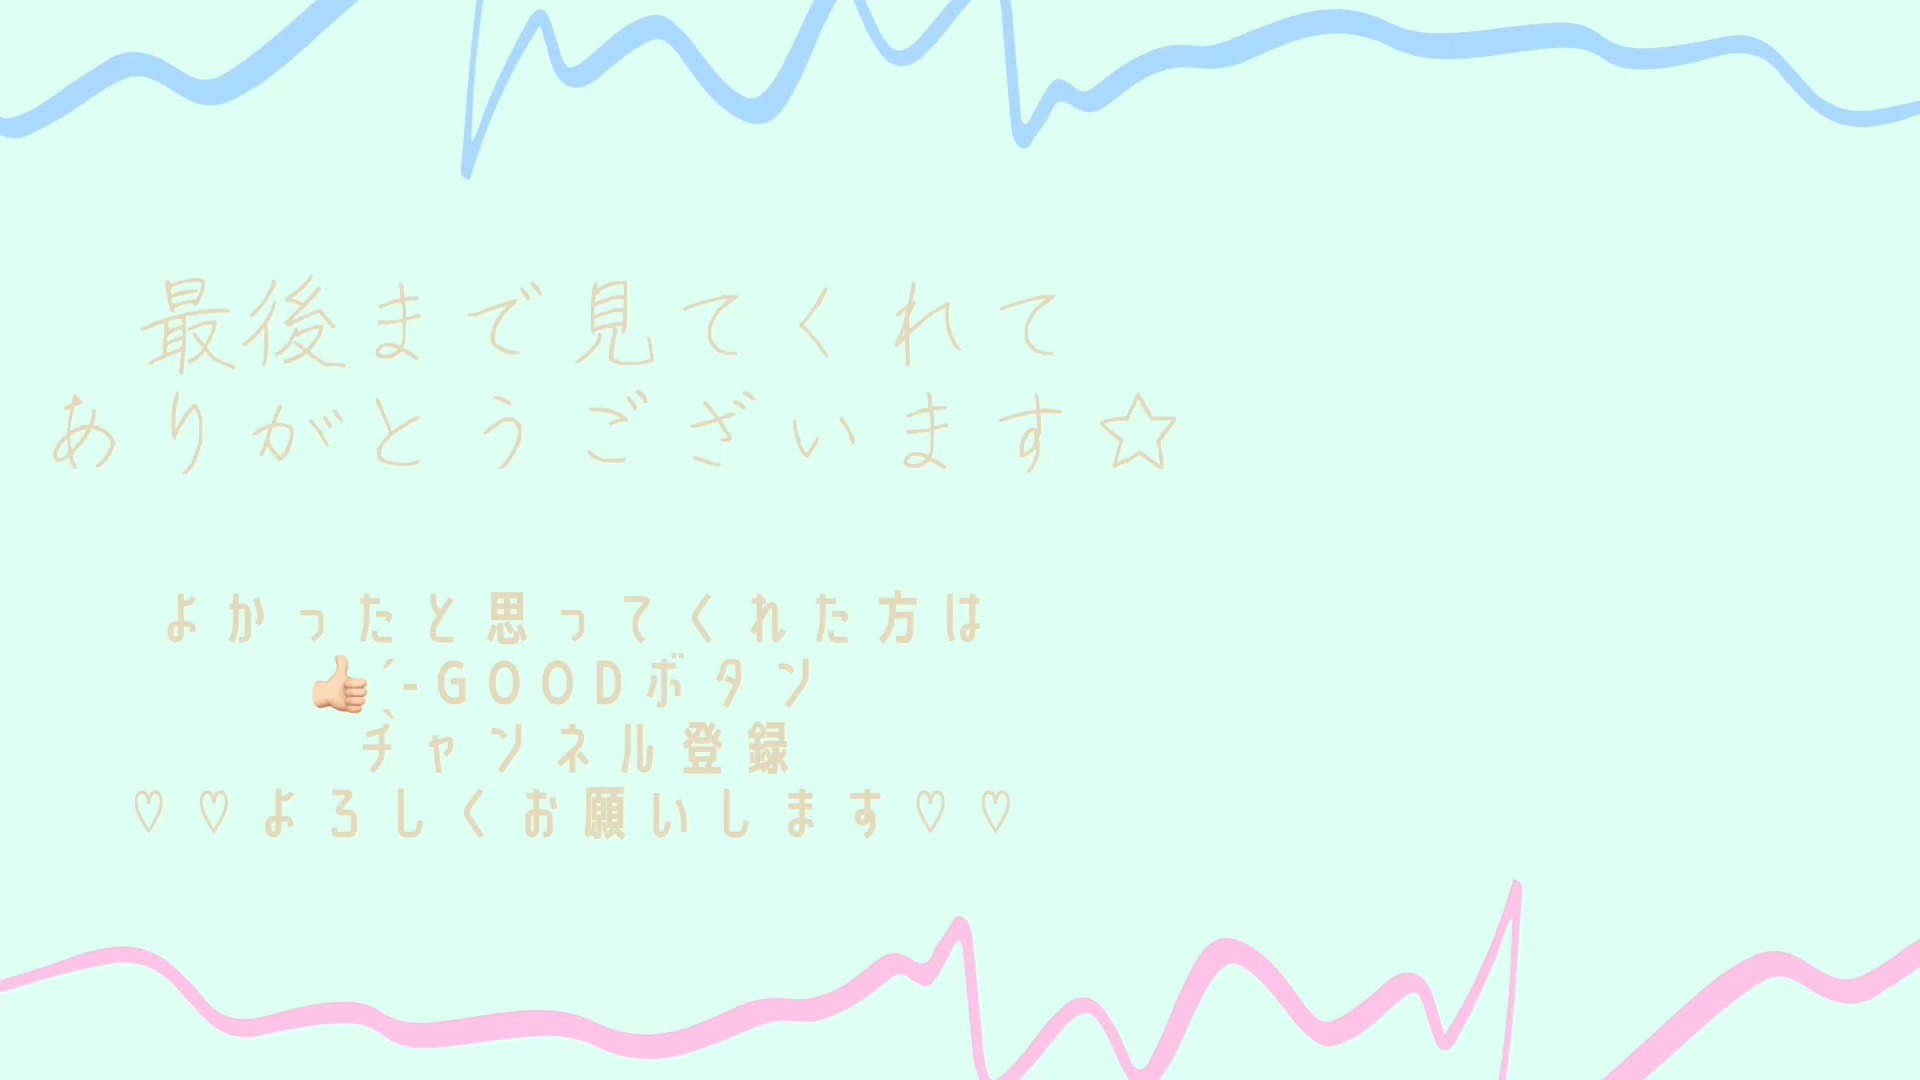 最後まで見てくれて
ありがとうございます☆
よかったと思ってくれた方は
👍🏻 ̖́-GOODボタン
チャンネル登録
♡♡よろしくお願いします♡♡